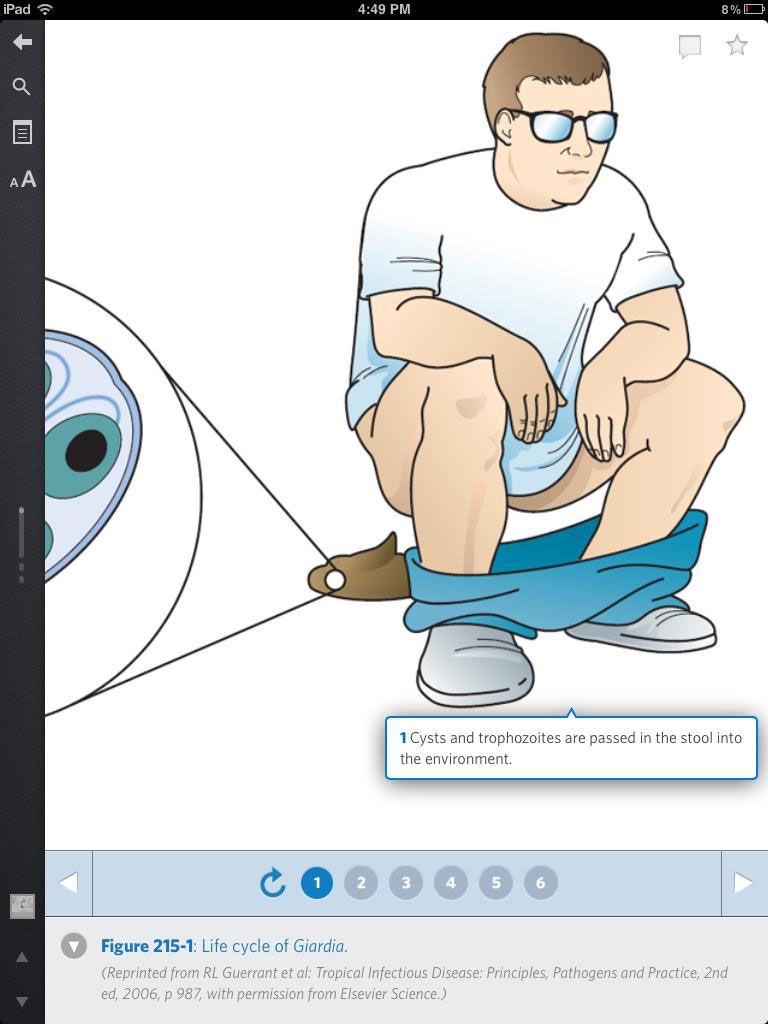 iPad 4:49 PM 8%
A A
1 Cysts and trophozoites are passed in the stool into
the environment.
1 2 3 4 5 6
Figure 215-1: Life cycle of Giardia.
(Reprinted from RL Guerrant et al: Tropical Infectious Disease: Principles, Pathogens and Practice, 2nd
ed, 2006, p 987, with permission from Elsevier Science.)